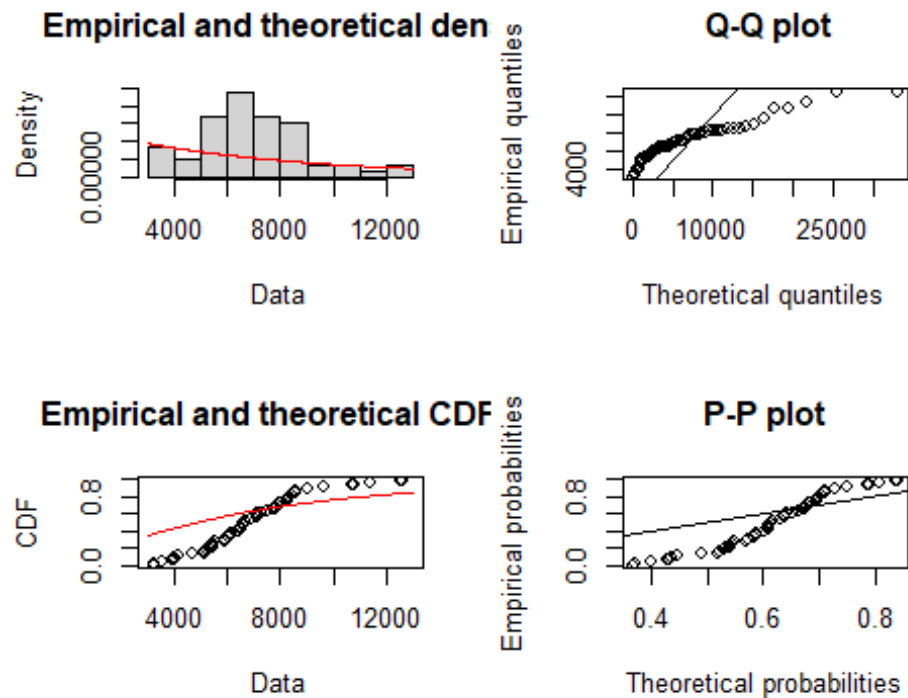 Empirical and theoretical den
Density
0.000000
4000 8000 12000
Data
Q-Q plot
Empirical quantiles
4000
0 10000 25000
Theoretical quantiles
Empirical and theoretical CDF
CDF
0.0 0.8
4000 8000 12000
Data
P-P plot
Empirical probabilities
0.0 0.8
0.4 0.6 0.8
Theoretical probabilities